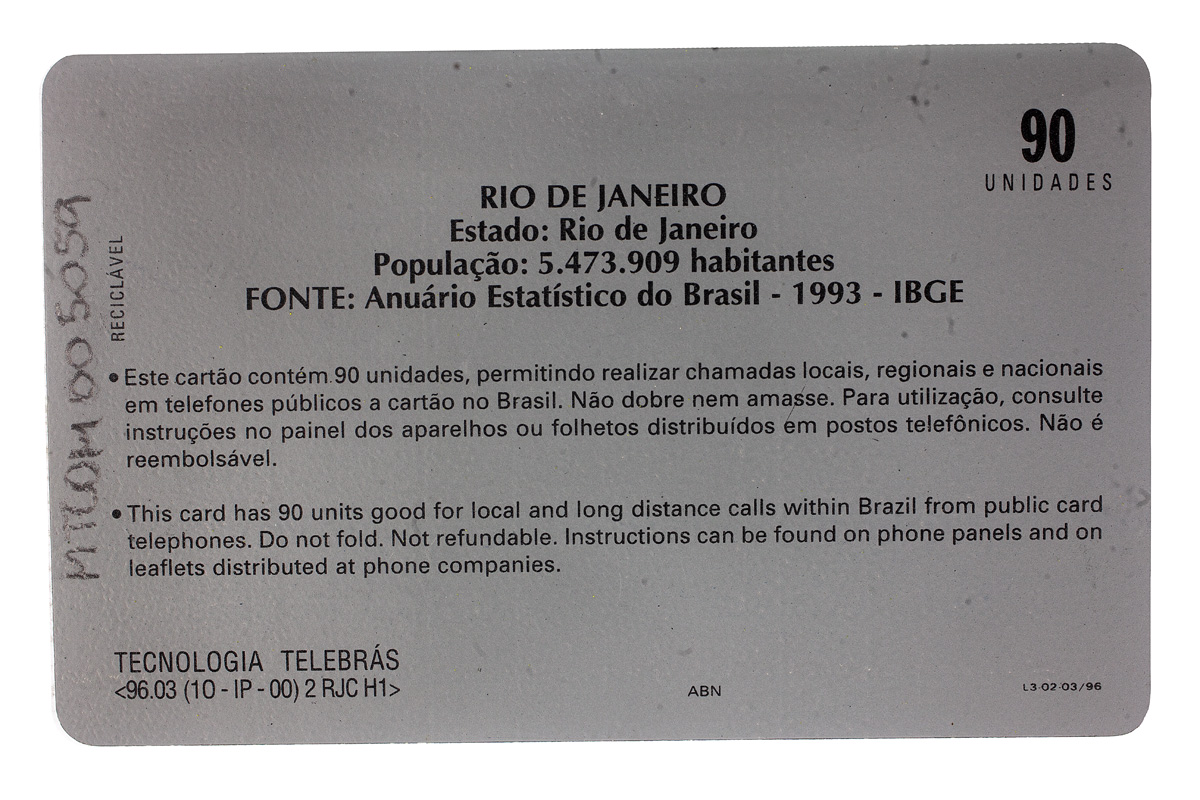 90
UNIDADES
RIO DE JANEIRO
Estado: Rio de Janeiro
População: 5.473.909 habitantes
FONTE: Anuário Estatístico do Brasil - 1993 - IBGE
RECICLÁVEL
MTCOM 005059
• Este cartão contém 90 unidades, permitindo realizar chamadas locais, regionais e nacionais
em telefones públicos a cartão no Brasil. Não dobre nem amasse. Para utilização, consulte
instruções no painel dos aparelhos ou folhetos distribuídos em postos telefônicos. Não é
reembolsável.
• This card has 90 units good for local and long distance calls within Brazil from public card
telephones. Do not fold. Not refundable. Instructions can be found on phone panels and on
leaflets distributed at phone companies.
TECNOLOGIA TELEBRÁS
<96.03 (10 - IP - 00) 2 RJC H1>
ABN
L3-02-03/96